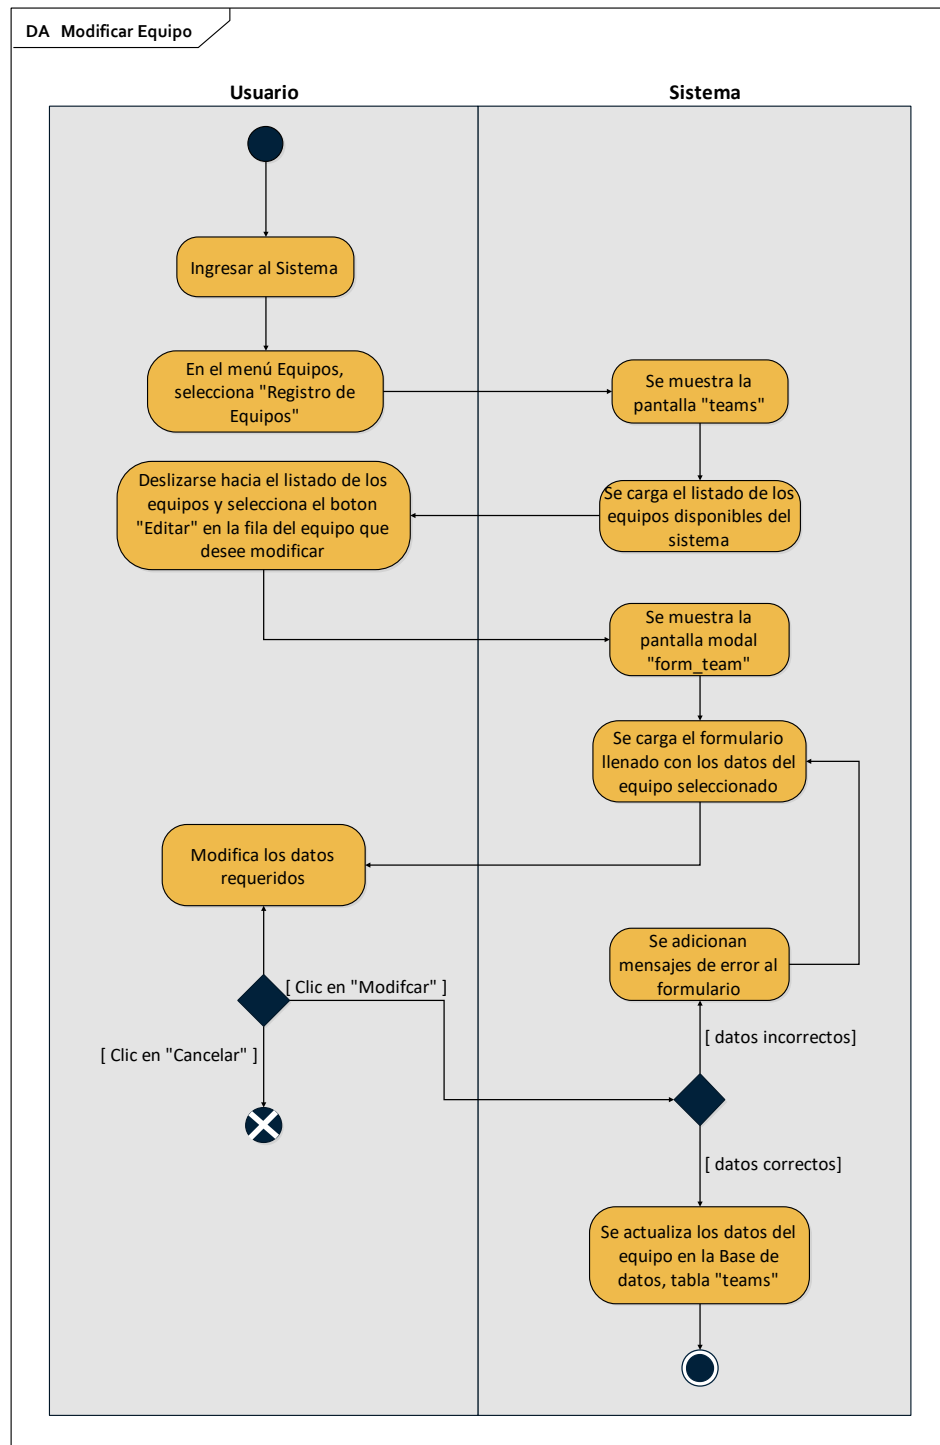 DA Modificar Equipo
Usuario
Sistema
Ingresar al Sistema
En el menú Equipos,
selecciona "Registro de
Equipos"
Se muestra la
pantalla "teams"
Deslizarse hacia el listado de los
equipos y selecciona el boton
"Editar" en la fila del equipo que
desee modificar
Se carga el listado de los
equipos disponibles del
sistema
Se muestra la
pantalla modal
"form_team"
Se carga el formulario
llenado con los datos del
equipo seleccionado
Modifica los datos
requeridos
Se adicionan
mensajes de error al
formulario
[ Clic en "Modifcar" ]
[ datos incorrectos]
[ Clic en "Cancelar" ]
[ datos correctos]
Se actualiza los datos del
equipo en la Base de
datos, tabla "teams"